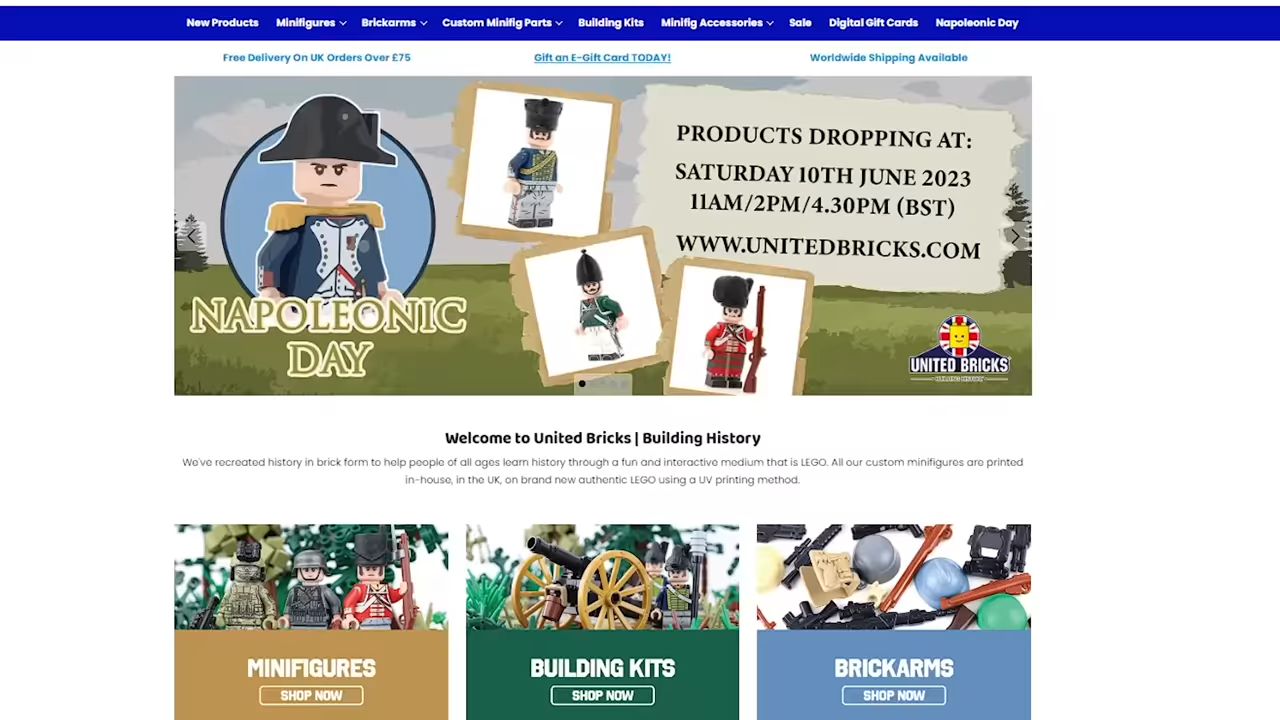 New Products Minifigures Brickarms Custom Minifig Parts Building Kits Minifig Accessories Sale Digital Gift Cards Napoleonic Day
Free Delivery On UK Orders Over £75 Gift an E-Gift Card TODAY! Worldwide Shipping Available
PRODUCTS DROPPING AT:
SATURDAY 10TH JUNE 2023
11AM/2PM/4.30PM (BST)
WWW.UNITEDBRICKS.COM
NAPOLEONIC
DAY
UNITED BRICKS
BUILDING HISTORY
Welcome to United Bricks | Building History
We've recreated history in brick form to help people of all ages learn history through a fun and interactive medium that is LEGO. All our custom minifigures are printed
in-house, in the UK, on brand new authentic LEGO using a UV printing method.
MINIFIGURES
SHOP NOW
BUILDING KITS
SHOP NOW
BRICKARMS
SHOP NOW